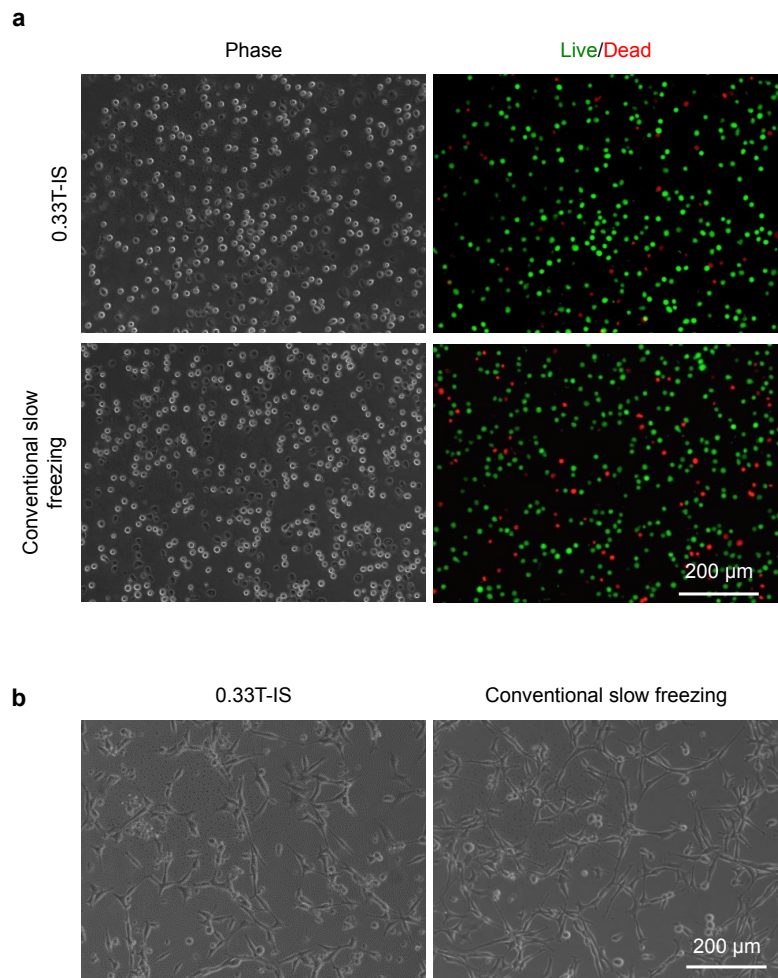 a
Phase
Live/Dead
0.33T-IS
Conventional slow
freezing
200 µm
b
0.33T-IS
Conventional slow freezing
200 µm